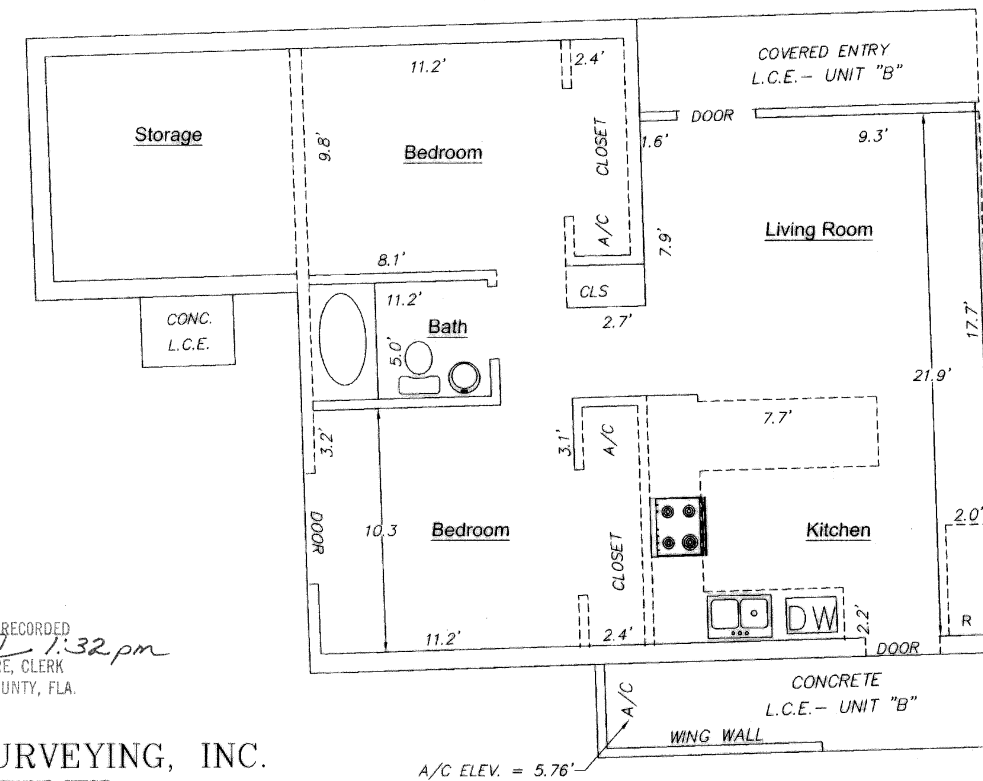 COVERED ENTRY
L.C.E.- UNIT "B"
11.2'
2.4'
DOOR
Storage
9.8'
Bedroom
CLOSET
1.6'
9.3'
A/C
7.9'
Living Room
8.1'
CLS
11.2'
CONC.
L.C.E.
Bath
2.7'
5.0'
17.7'
21.9'
7.7'
3.2'
3.1'
A/C
DOOR
10.3
Bedroom
CLOSET
Kitchen
2.0'
DW
2.2'
R
RECORDED
1:32 pm
RE, CLERK
UNTY, FLA.
11.2'
2.4'
DOOR
CONCRETE
L.C.E.- UNIT "B"
A/C
WING WALL
URVEYING, INC.
A/C ELEV. = 5.76'